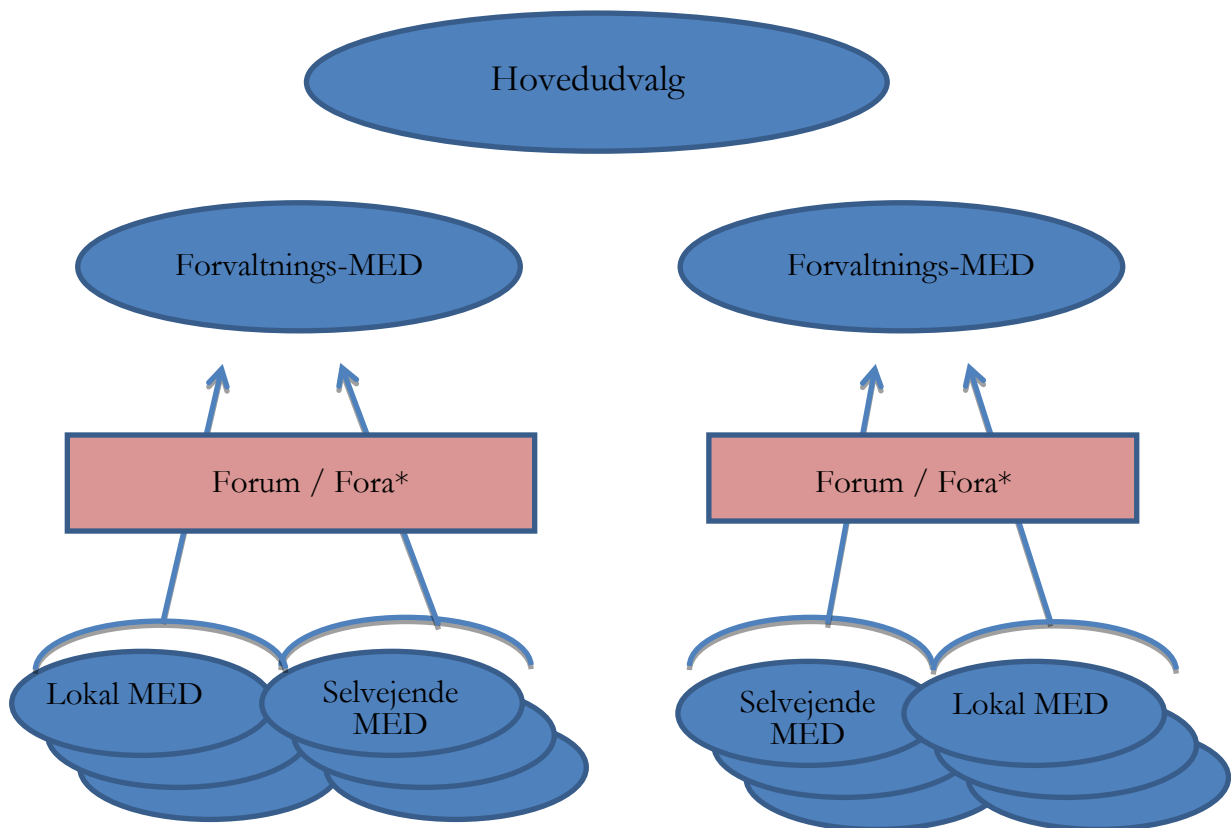 Hovedudvalg
Forvaltnings-MED
Forvaltnings-MED
Forum / Fora*
Forum / Fora*
Lokal MED
Selvejende
MED
Selvejende
MED
Lokal MED